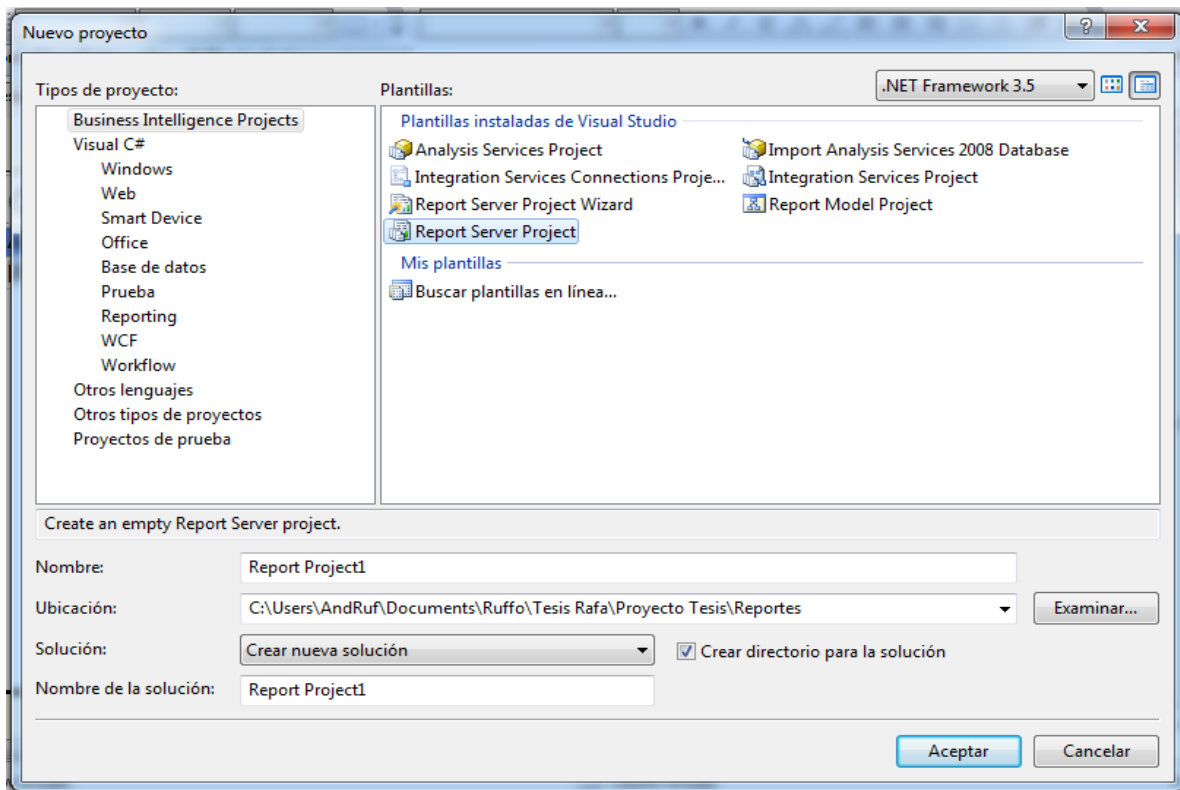 Nuevo proyecto
Tipos de proyecto:
Plantillas:
.NET Framework 3.5
Business Intelligence Projects
Visual C#
Windows
Web
Smart Device
Office
Base de datos
Prueba
Reporting
WCF
Workflow
Otros lenguajes
Otros tipos de proyectos
Proyectos de prueba
Plantillas instaladas de Visual Studio
Analysis Services Project
Import Analysis Services 2008 Database
Integration Services Connections Proje...
Integration Services Project
Report Server Project Wizard
Report Model Project
Report Server Project
Mis plantillas
Buscar plantillas en línea...
Create an empty Report Server project.
Nombre:
Report Project1
Ubicación:
C:\Users\AndRuf\Documents\Ruffo\Tesis Rafa\Proyecto Tesis\Reportes
Examinar...
Solución:
Crear nueva solución
Crear directorio para la solución
Nombre de la solución:
Report Project1
Aceptar
Cancelar